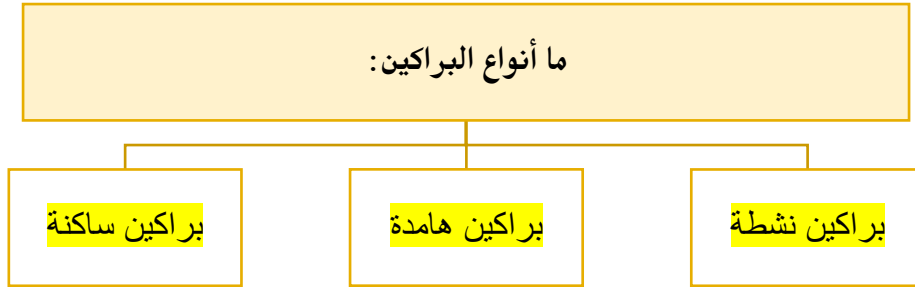 ما أنواع البراكين:
براكين نشطة
براكين هامدة
براكين ساكنة